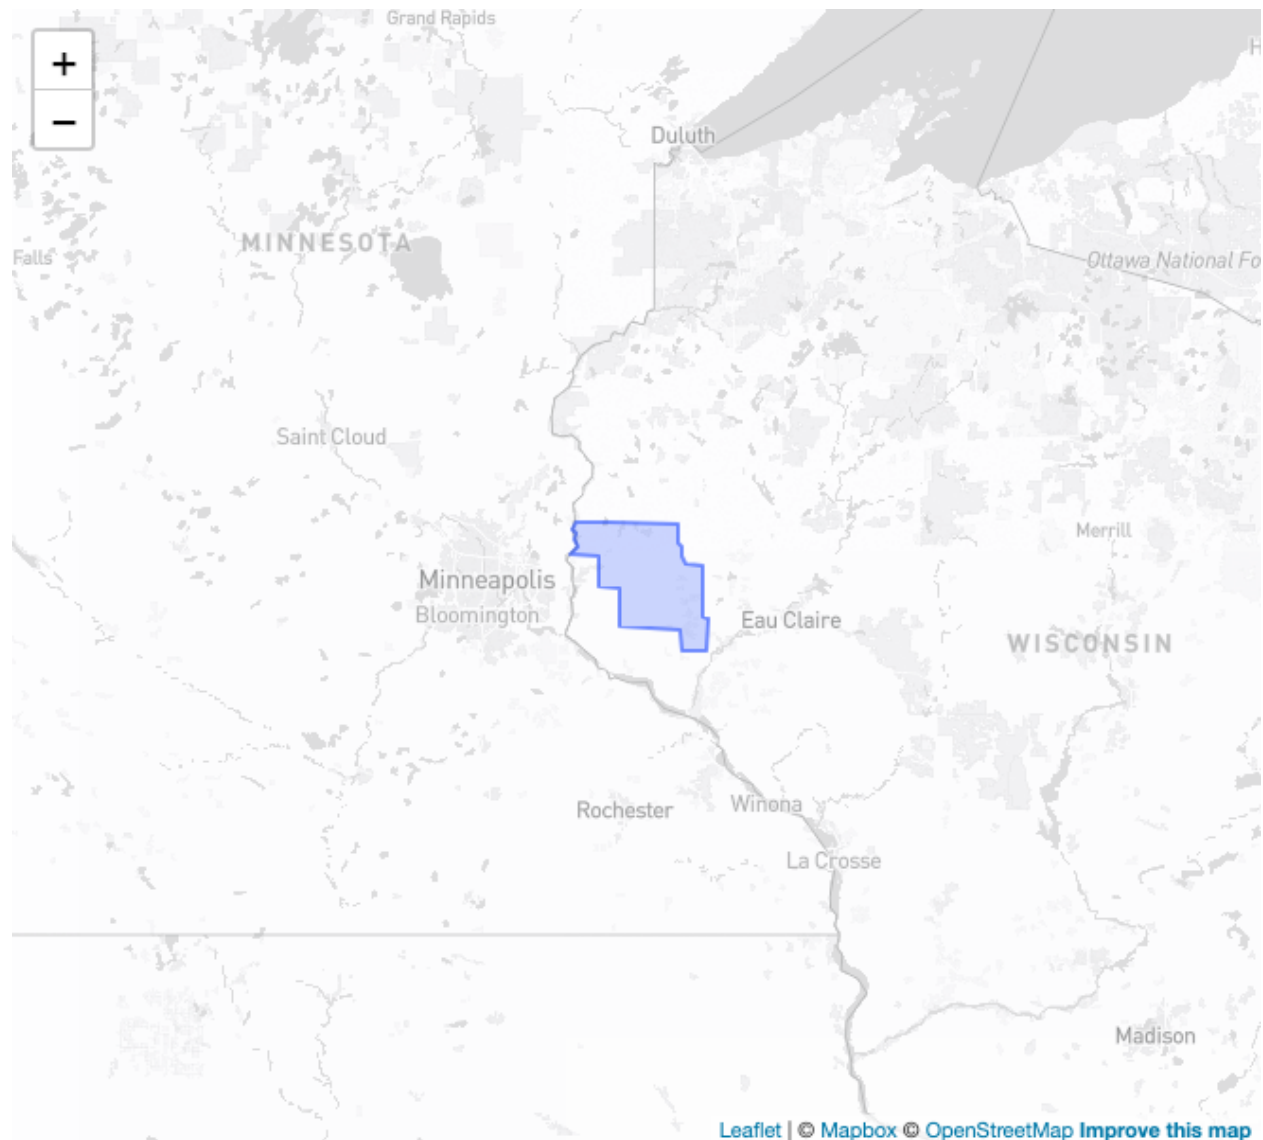 Grand Rapids
+
−
H
Duluth
MINNESOTA
Falls
Ottawa National Fo
Saint Cloud
Merrill
Minneapolis
Bloomington
Eau Claire
WISCONSIN
Rochester
Winona
La Crosse
Madison
Leaflet | © Mapbox © OpenStreetMap Improve this map